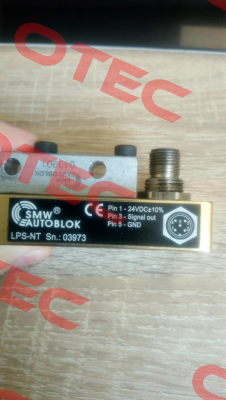 OTEC
SMW®
AUTOBLOK
LPS-NT Sn.: 03973
CE
Pin 1 - 24VDC±10%
Pin 3 - Signal out
Pin 5 - GND